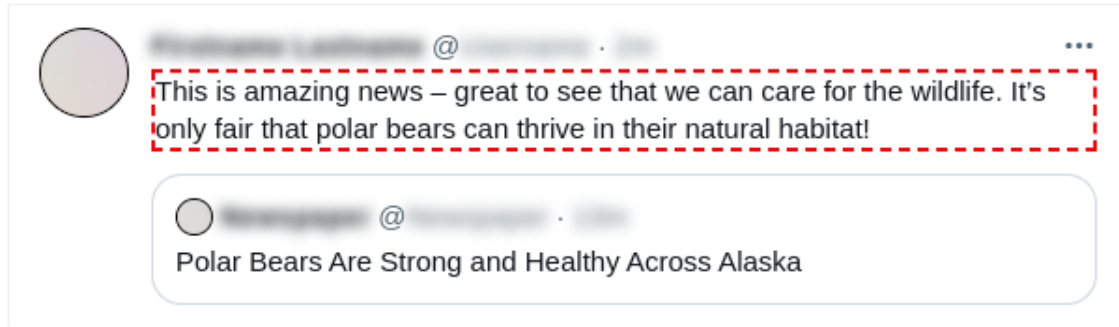 @ ·
This is amazing news – great to see that we can care for the wildlife. It’s
only fair that polar bears can thrive in their natural habitat!
@ ·
Polar Bears Are Strong and Healthy Across Alaska